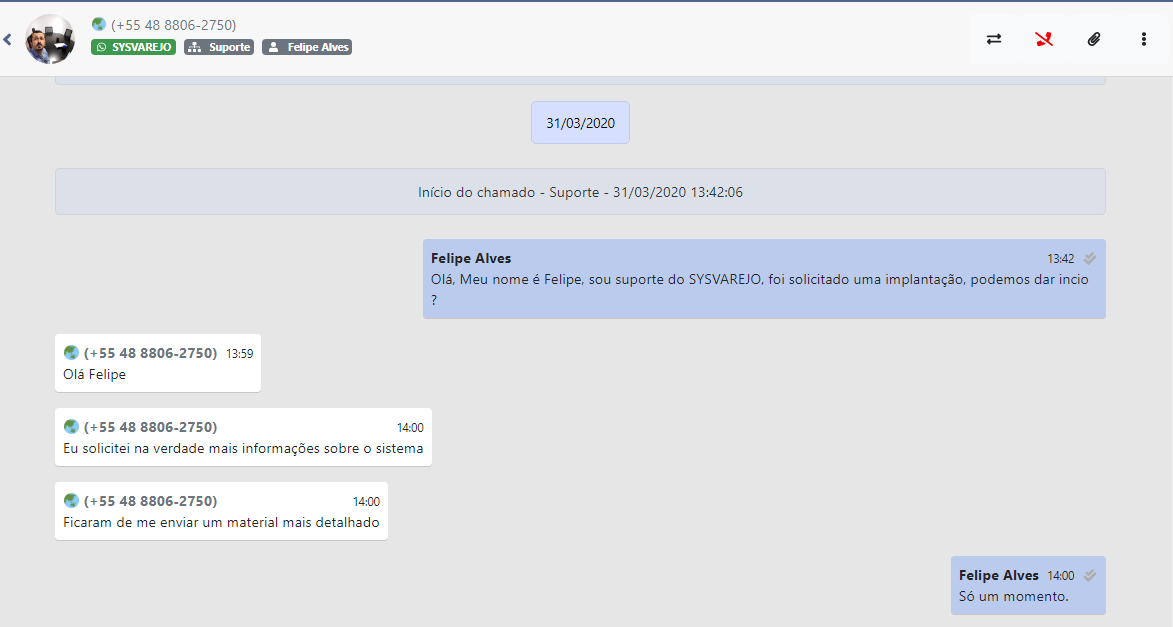 (+55 48 8806-2750)
SYSVAREJO Suporte Felipe Alves
31/03/2020
Início do chamado - Suporte - 31/03/2020 13:42:06
Felipe Alves 13:42
Olá, Meu nome é Felipe, sou suporte do SYSVAREJO, foi solicitado uma implantação, podemos dar incio
?
(+55 48 8806-2750) 13:59
Olá Felipe
(+55 48 8806-2750) 14:00
Eu solicitei na verdade mais informações sobre o sistema
(+55 48 8806-2750) 14:00
Ficaram de me enviar um material mais detalhado
Felipe Alves 14:00
Só um momento.